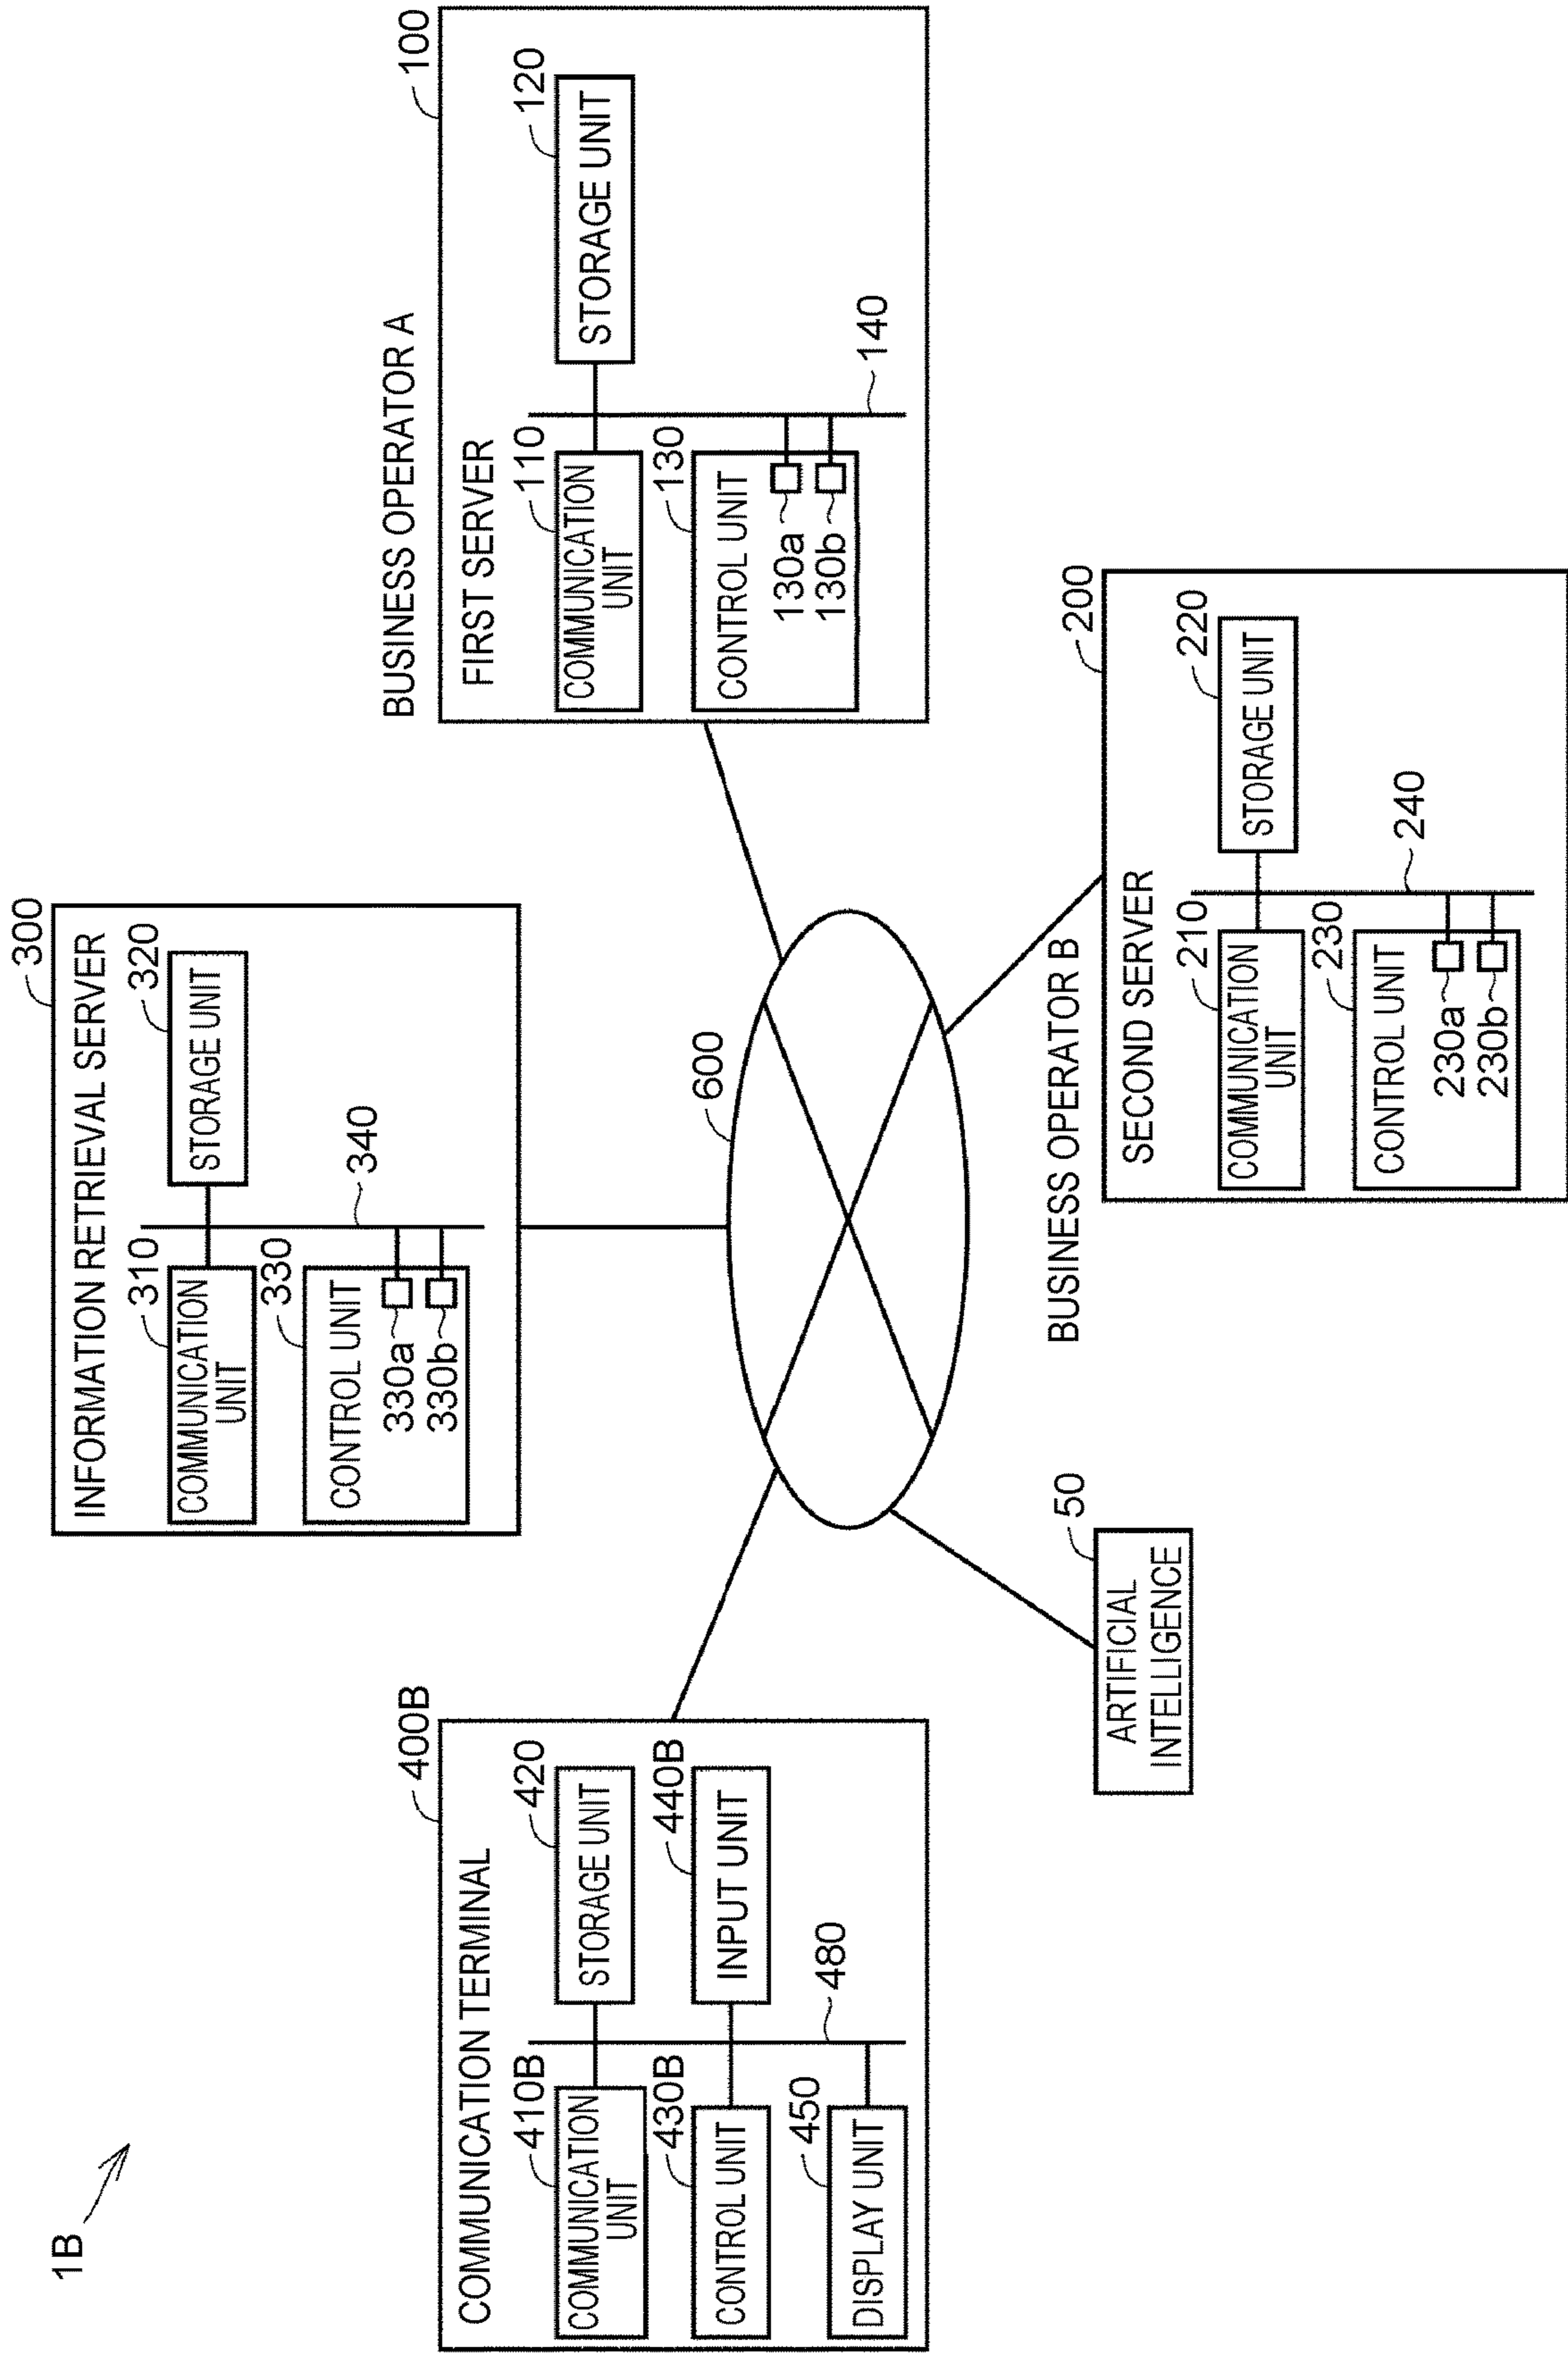 1B
300
INFORMATION RETRIEVAL SERVER
310
320
COMMUNICATION
UNIT
STORAGE UNIT
330
CONTROL UNIT
340
330a
330b
400B
COMMUNICATION TERMINAL
410B
420
COMMUNICATION
UNIT
STORAGE UNIT
430B
440B
CONTROL UNIT
INPUT UNIT
450
480
DISPLAY UNIT
600
BUSINESS OPERATOR A
100
FIRST SERVER
110
120
COMMUNICATION
UNIT
STORAGE UNIT
130
CONTROL UNIT
130a
130b
140
50
ARTIFICIAL
INTELLIGENCE
BUSINESS OPERATOR B
200
SECOND SERVER
210
220
COMMUNICATION
UNIT
STORAGE UNIT
230
CONTROL UNIT
240
230a
230b